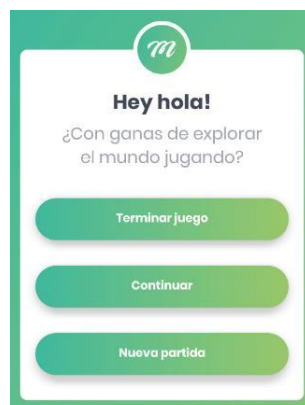 m
Hey hola!
¿Con ganas de explorar
el mundo jugando?
Terminar juego
Continuar
Nueva partida